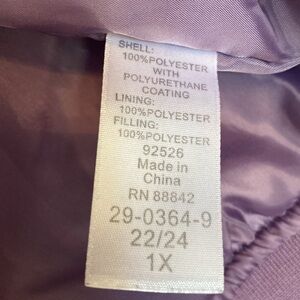 SHELL:
100%POLYESTER
WITH
POLYURETHANE
COATING
LINING:
100%POLYESTER
FILLING:
100%POLYESTER
92526
Made in
China
RN 88842
29-0364-9
22/24
1X